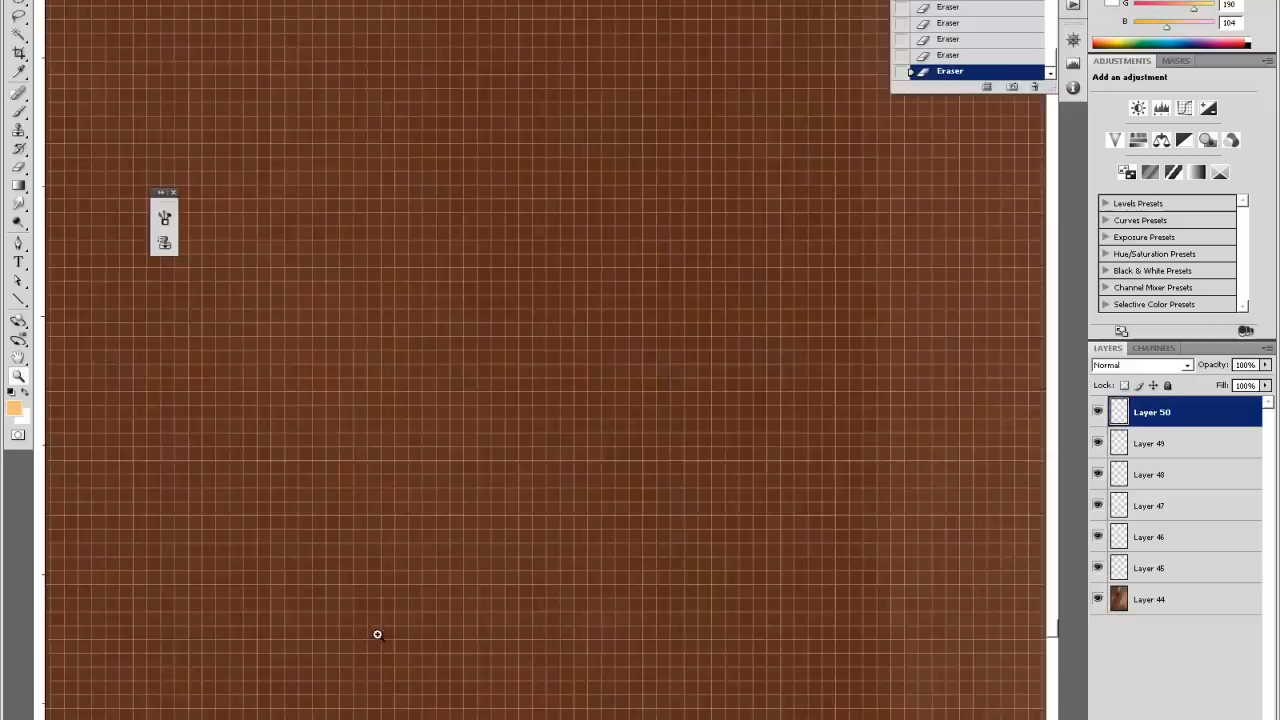 Eraser
G 190
Eraser
B 104
Eraser
Eraser
Eraser
ADJUSTMENTS MASKS
Add an adjustment
Levels Presets
Curves Presets
Exposure Presets
Hue/Saturation Presets
Black & White Presets
Channel Mixer Presets
Selective Color Presets
LAYERS CHANNELS
Normal Opacity: 100%
Lock: Fill: 100%
Layer 50
Layer 49
Layer 48
Layer 47
Layer 46
Layer 45
Layer 44